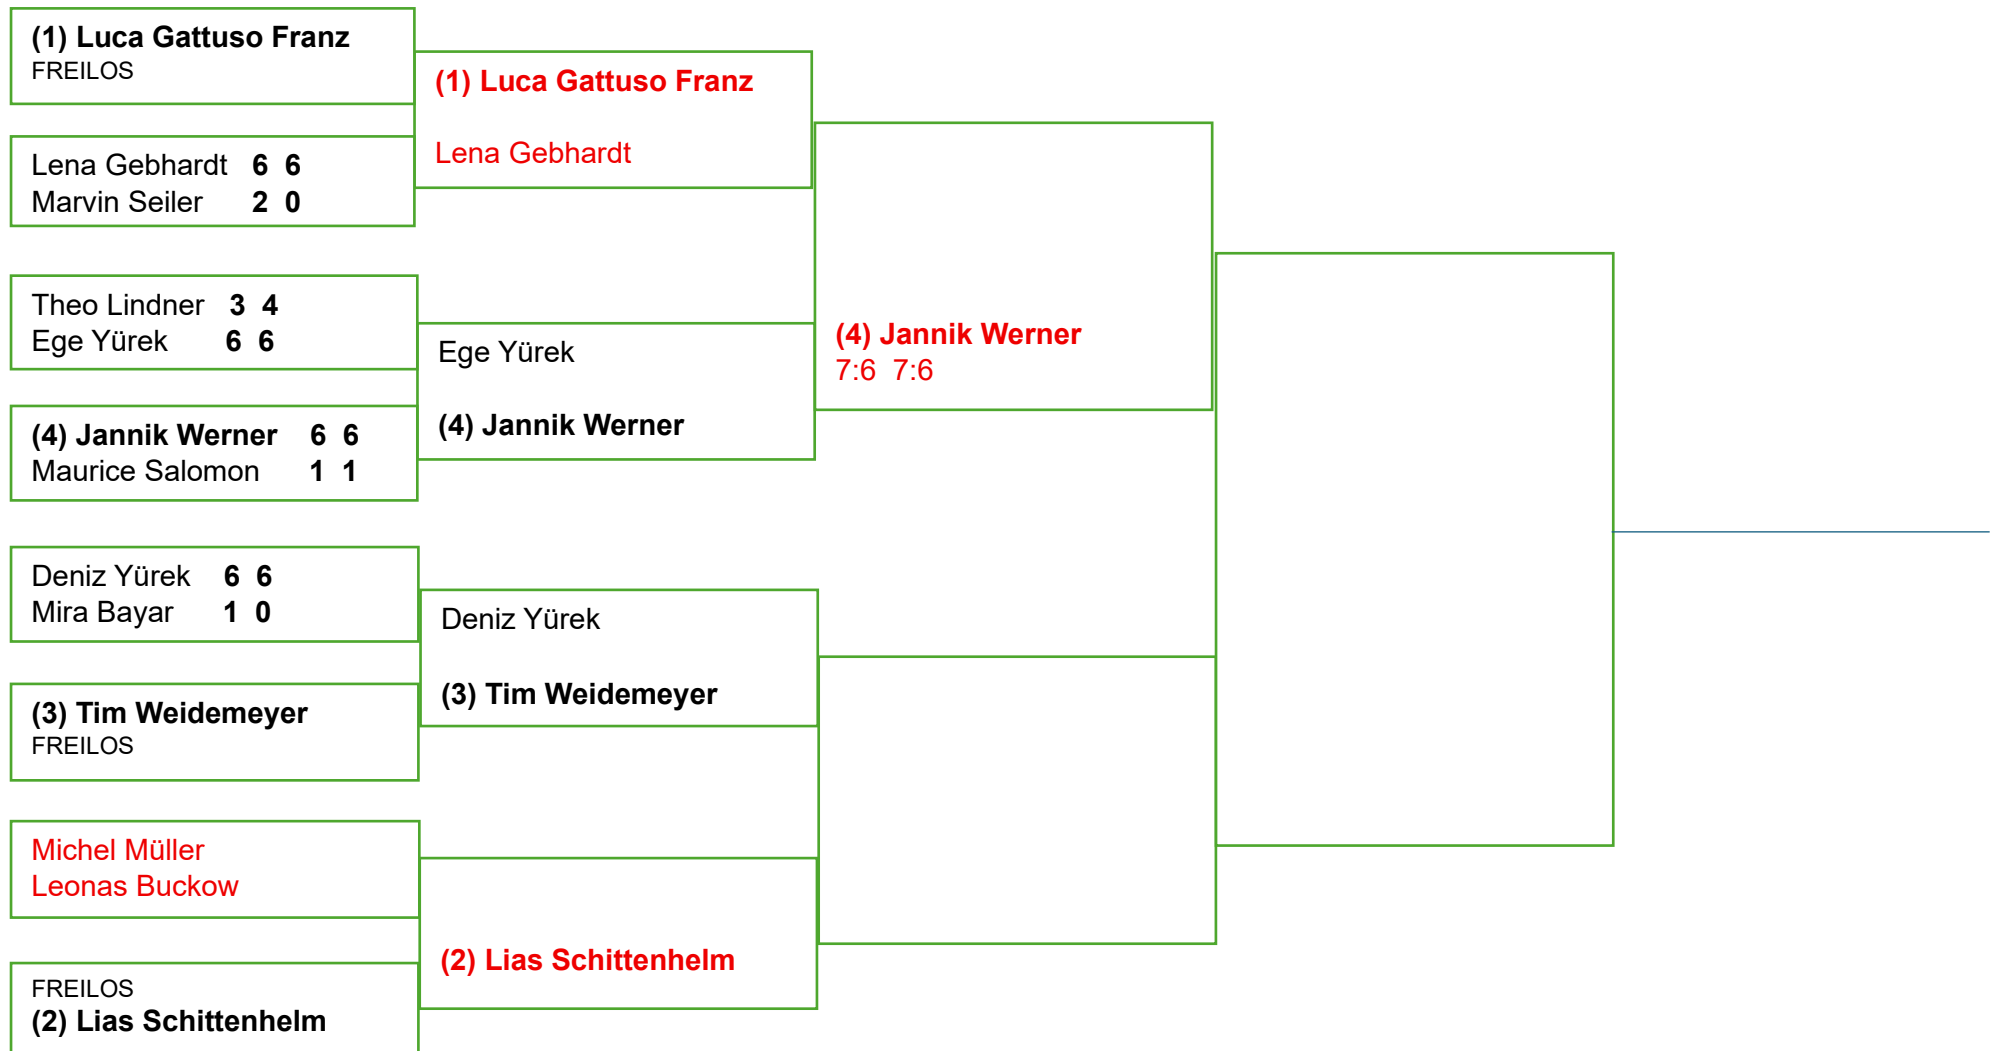 (1) Luca Gattuso Franz
FREILOS
Lena Gebhardt 6 6
Marvin Seiler 2 0
Theo Lindner 3 4
Ege Yürek 6 6
(4) Jannik Werner 6 6
Maurice Salomon 1 1
Deniz Yürek 6 6
Mira Bayar 1 0
(3) Tim Weidemeyer
FREILOS
Michel Müller
Leonas Buckow
FREILOS
(2) Lias Schittenhelm
(1) Luca Gattuso Franz
Lena Gebhardt
Ege Yürek
(4) Jannik Werner
Deniz Yürek
(3) Tim Weidemeyer
(2) Lias Schittenhelm
(4) Jannik Werner
7:6 7:6